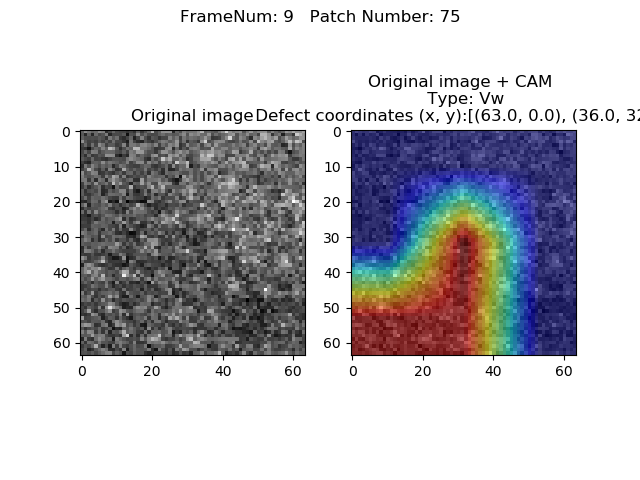 FrameNum: 9   Patch Number: 75
Original image
Original image + CAM
Type: Vw
Defect coordinates (x, y):[(63.0, 0.0), (36.0, 32
0
10
20
30
40
50
60
0 20 40 60
0
10
20
30
40
50
60
0 20 40 60